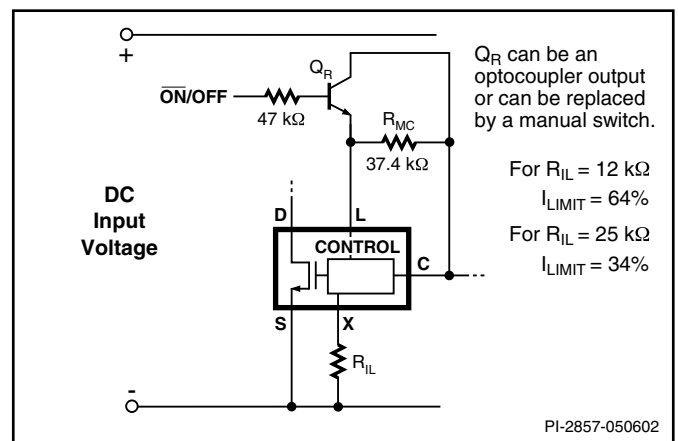 +
Q_R
ON/OFF
47 kΩ
R_MC
37.4 kΩ
Q_R can be an
optocoupler output
or can be replaced
by a manual switch.
For R_IL = 12 kΩ
I_LIMIT = 64%
For R_IL = 25 kΩ
I_LIMIT = 34%
DC
Input
Voltage
D
L
CONTROL
C
S
X
R_IL
-
PI-2857-050602